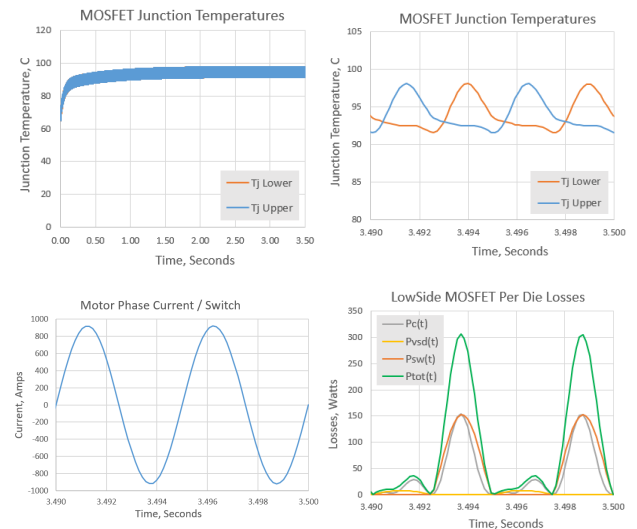 MOSFET Junction Temperatures
Junction Temperature, C
120
100
80
60
40
20
0
Tj Lower
Tj Upper
0.00 0.50 1.00 1.50 2.00 2.50 3.00 3.50
Time, Seconds
MOSFET Junction Temperatures
Junction Temperature, C
120
115
110
105
100
95
90
85
80
Tj Lower
Tj Upper
3.490 3.492 3.494 3.496 3.498 3.500
Time, Seconds
Motor Phase Current / Switch
Current, Amps
1000
800
600
400
200
0
-200
-400
-600
-800
-1000
3.490 3.492 3.494 3.496 3.498 3.500
Time, Seconds
LowSide MOSFET Per Die Losses
Losses, Watts
350
300
250
200
150
100
50
0
Pc(t)
Pvsd(t)
Psw(t)
Ptot(t)
3.490 3.492 3.494 3.496 3.498 3.500
Time, Seconds